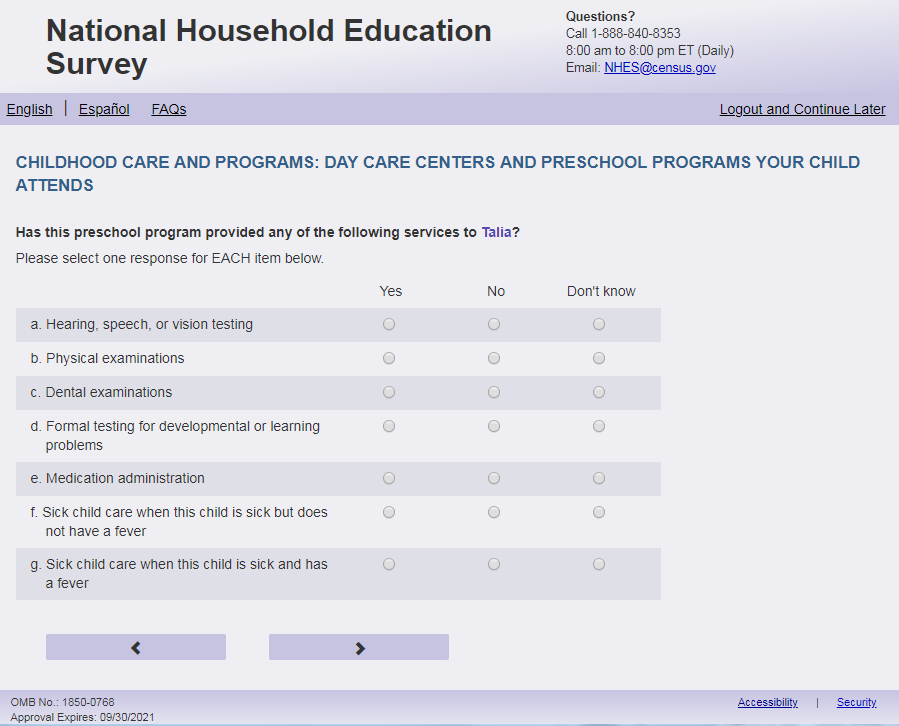 National Household Education
Survey
Questions?
Call 1-888-840-8353
8:00 am to 8:00 pm ET (Daily)
Email: NHES@census.gov
English | Español FAQs Logout and Continue Later
CHILDHOOD CARE AND PROGRAMS: DAY CARE CENTERS AND PRESCHOOL PROGRAMS YOUR CHILD
ATTENDS
Has this preschool program provided any of the following services to Talia?
Please select one response for EACH item below.
Yes No Don't know
a. Hearing, speech, or vision testing
b. Physical examinations
c. Dental examinations
d. Formal testing for developmental or learning
problems
e. Medication administration
f. Sick child care when this child is sick but does
not have a fever
g. Sick child care when this child is sick and has
a fever
OMB No.: 1850-0768
Approval Expires: 09/30/2021
Accessibility | Security